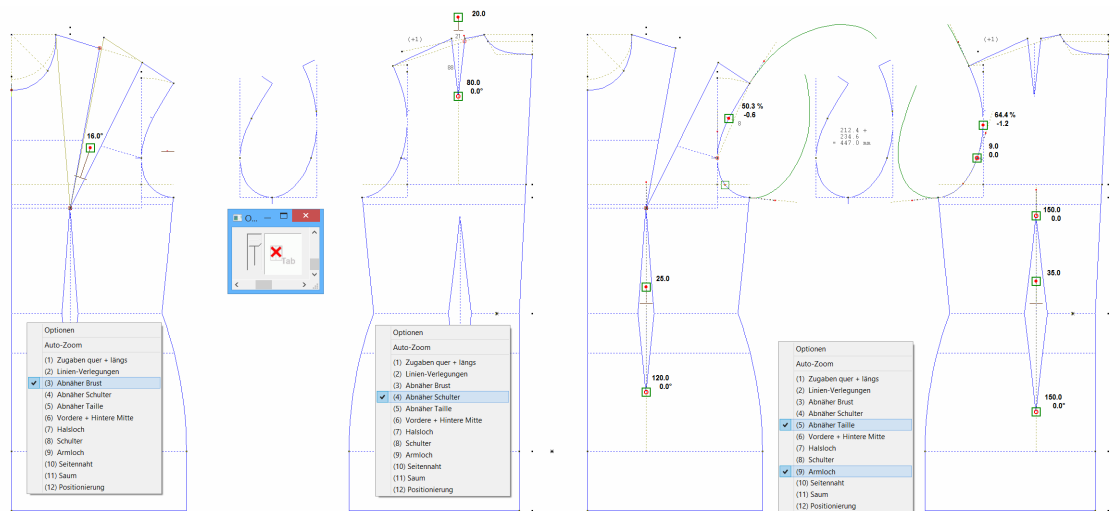 20.0
(+1)
21
88
80.0
0.0°
16.0°
O...
Tab
Optionen
Auto-Zoom
(1) Zugaben quer + längs
(2) Linien-Verlegungen
(3) Abnäher Brust
(4) Abnäher Schulter
(5) Abnäher Taille
(6) Vordere + Hintere Mitte
(7) Halsloch
(8) Schulter
(9) Armloch
(10) Seitennaht
(11) Saum
(12) Positionierung
Optionen
Auto-Zoom
(1) Zugaben quer + längs
(2) Linien-Verlegungen
(3) Abnäher Brust
(4) Abnäher Schulter
(5) Abnäher Taille
(6) Vordere + Hintere Mitte
(7) Halsloch
(8) Schulter
(9) Armloch
(10) Seitennaht
(11) Saum
(12) Positionierung
(+1)
50.3 %
-0.6
8
212.4 +
234.6
= 447.0 mm
64.4 %
-1.2
9.0
0.0
150.0
0.0
25.0
35.0
120.0
0.0°
150.0
0.0°
Optionen
Auto-Zoom
(1) Zugaben quer + längs
(2) Linien-Verlegungen
(3) Abnäher Brust
(4) Abnäher Schulter
(5) Abnäher Taille
(6) Vordere + Hintere Mitte
(7) Halsloch
(8) Schulter
(9) Armloch
(10) Seitennaht
(11) Saum
(12) Positionierung